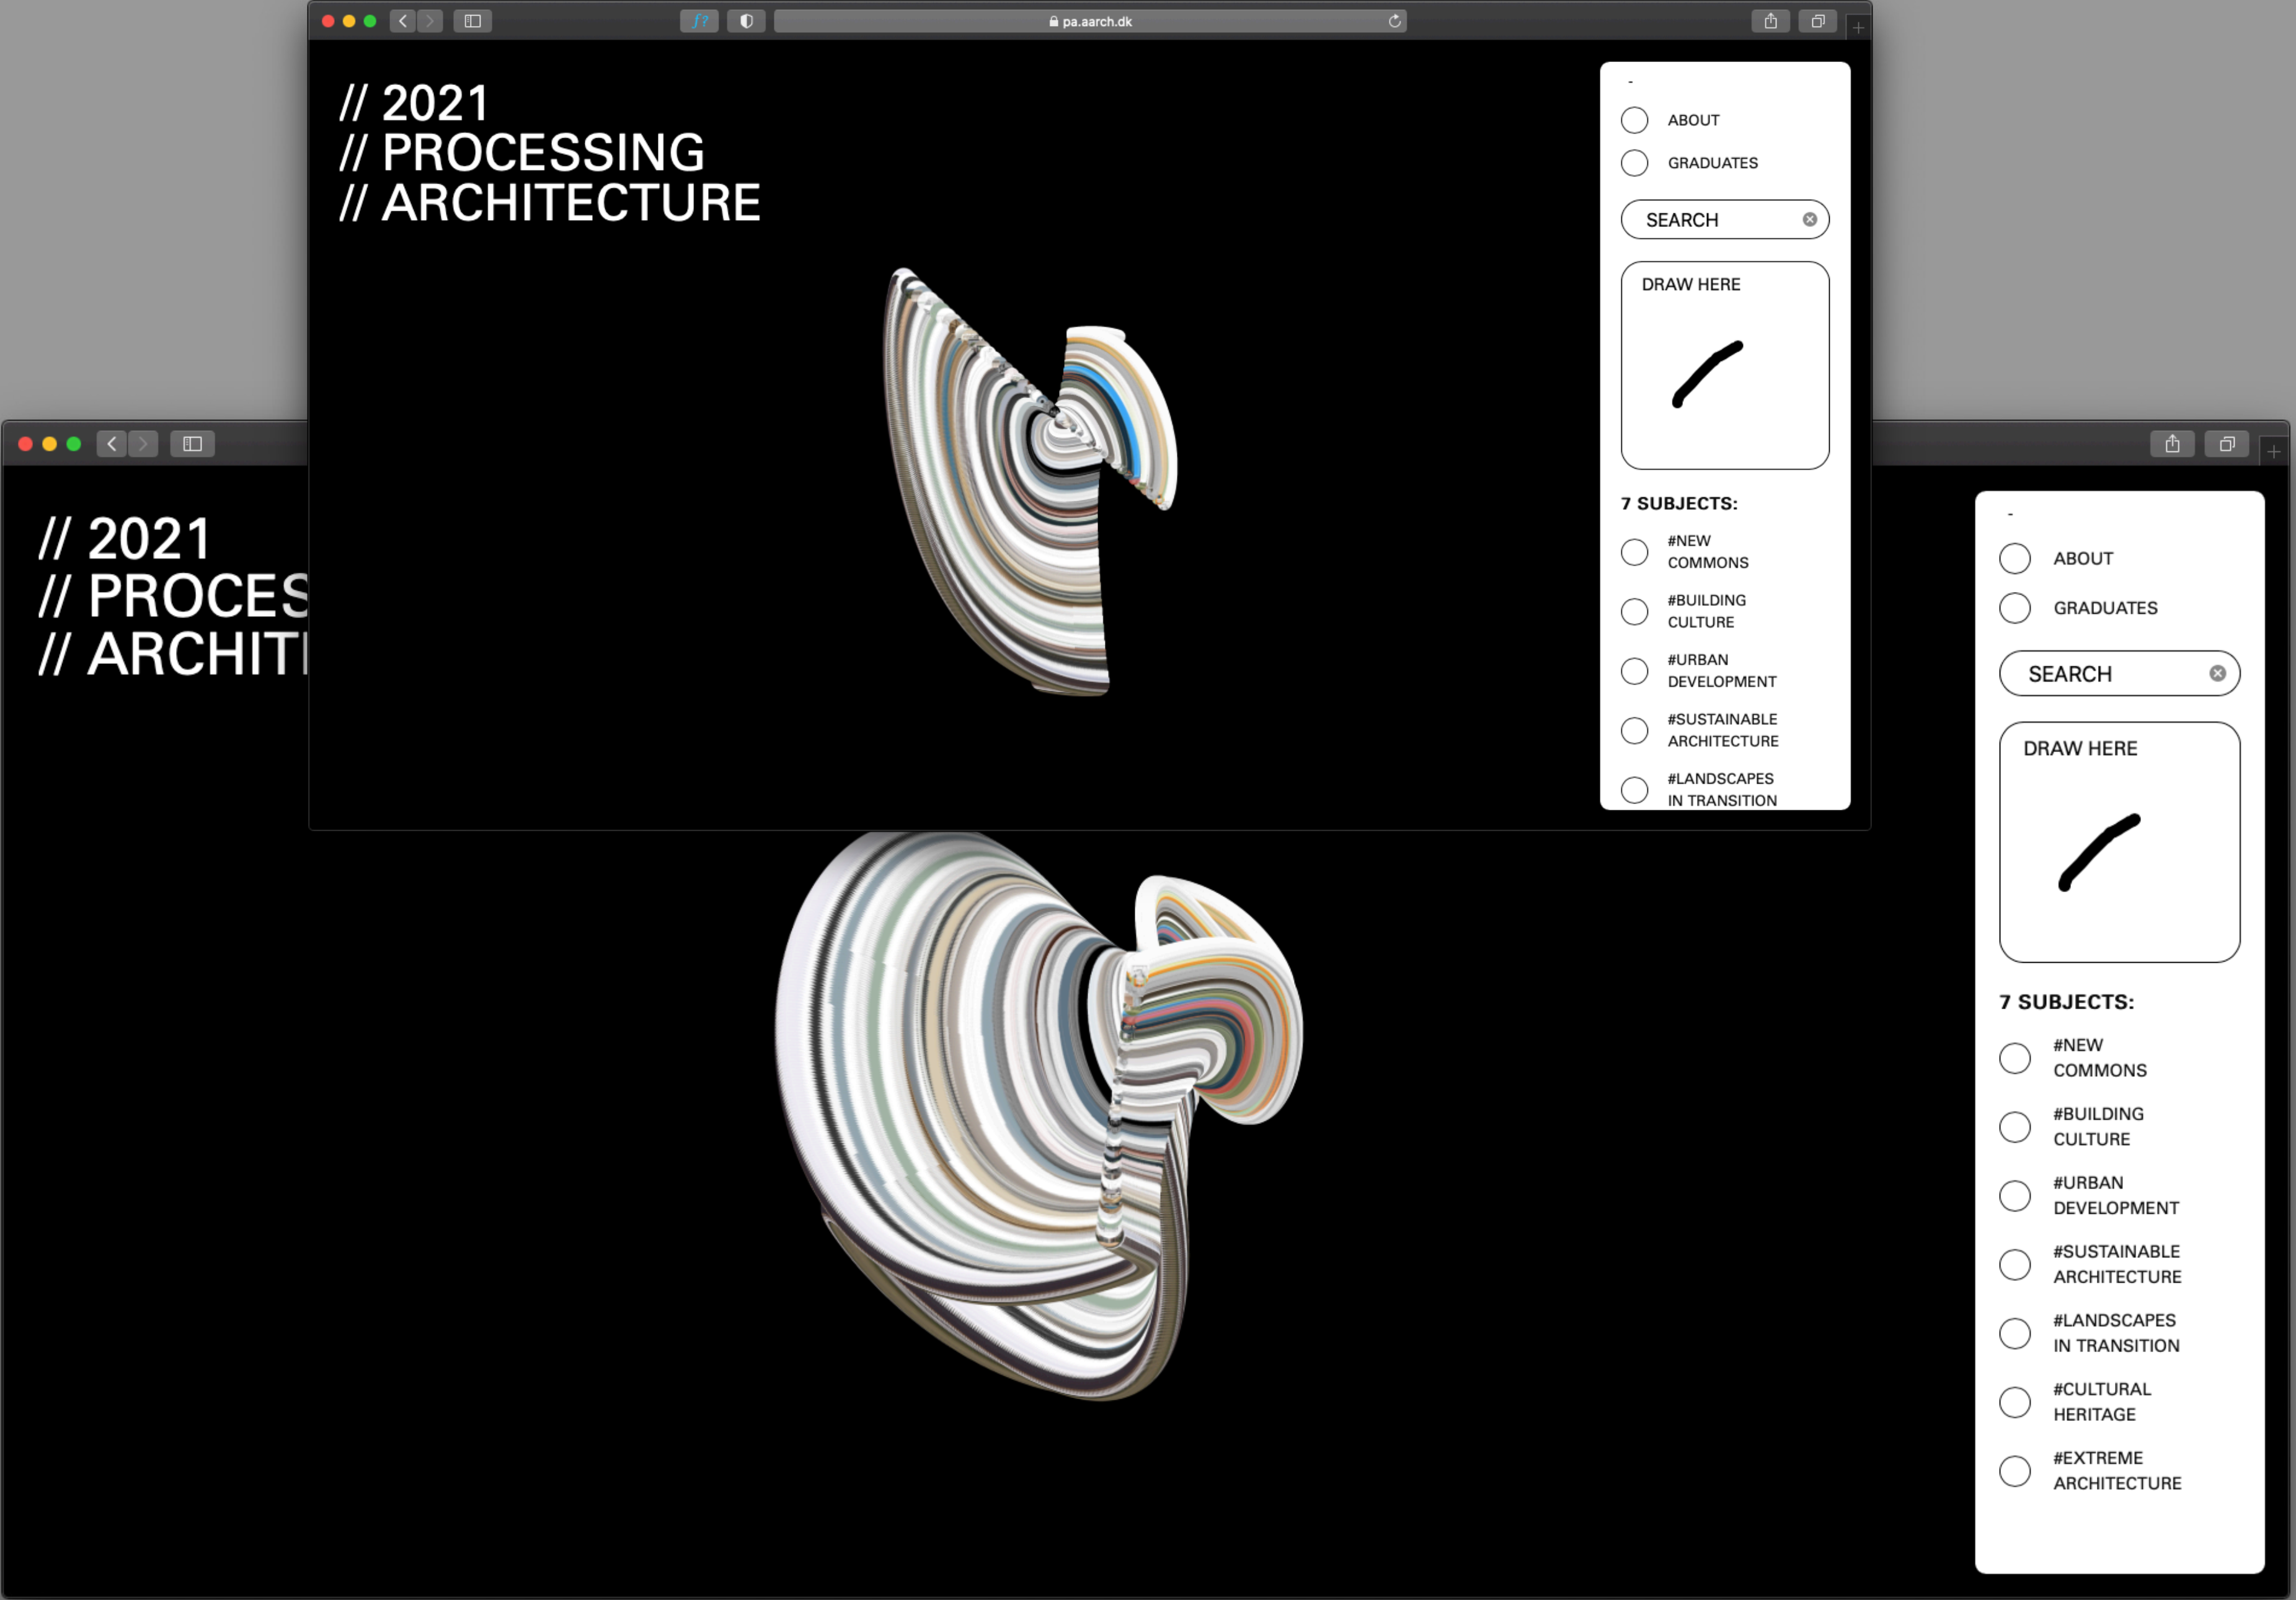 f?
pa.aarch.dk
// 2021
// PROCESSING
// ARCHITECTURE
-
ABOUT
GRADUATES
SEARCH
DRAW HERE
7 SUBJECTS:
#NEW
COMMONS
#BUILDING
CULTURE
#URBAN
DEVELOPMENT
#SUSTAINABLE
ARCHITECTURE
#LANDSCAPES
IN TRANSITION
// 2021
// PROCES
// ARCHIT
-
ABOUT
GRADUATES
SEARCH
DRAW HERE
7 SUBJECTS:
#NEW
COMMONS
#BUILDING
CULTURE
#URBAN
DEVELOPMENT
#SUSTAINABLE
ARCHITECTURE
#LANDSCAPES
IN TRANSITION
#CULTURAL
HERITAGE
#EXTREME
ARCHITECTURE